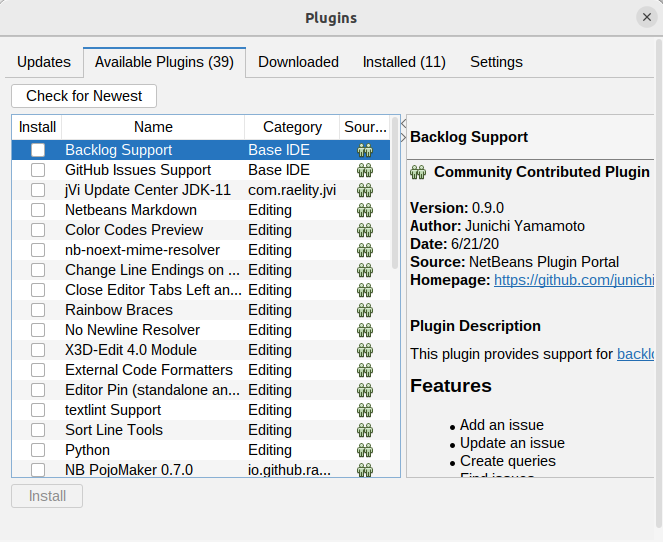 Plugins
Updates Available Plugins (39) Downloaded Installed (11) Settings
Check for Newest
Install Name Category Sour...
Backlog Support Base IDE
GitHub Issues Support Base IDE
jVi Update Center JDK-11 com.raelity.jvi
Netbeans Markdown Editing
Color Codes Preview Editing
nb-noext-mime-resolver Editing
Change Line Endings on ... Editing
Close Editor Tabs Left an... Editing
Rainbow Braces Editing
No Newline Resolver Editing
X3D-Edit 4.0 Module Editing
External Code Formatters Editing
Editor Pin (standalone an... Editing
textlint Support Editing
Sort Line Tools Editing
Python Editing
NB PojoMaker 0.7.0 io.github.ra...
Install
Backlog Support
Community Contributed Plugin
Version: 0.9.0
Author: Junichi Yamamoto
Date: 6/21/20
Source: NetBeans Plugin Portal
Homepage: https://github.com/junichi
Plugin Description
This plugin provides support for backlo
Features
Add an issue
Update an issue
Create queries
Find issues